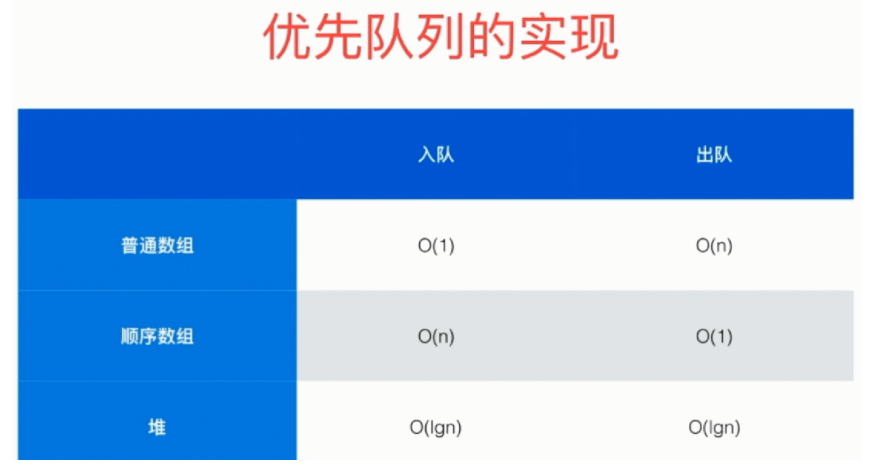 优先队列的实现
入队 出队
普通数组 O(1) O(n)
顺序数组 O(n) O(1)
堆 O(lgn) O(lgn)